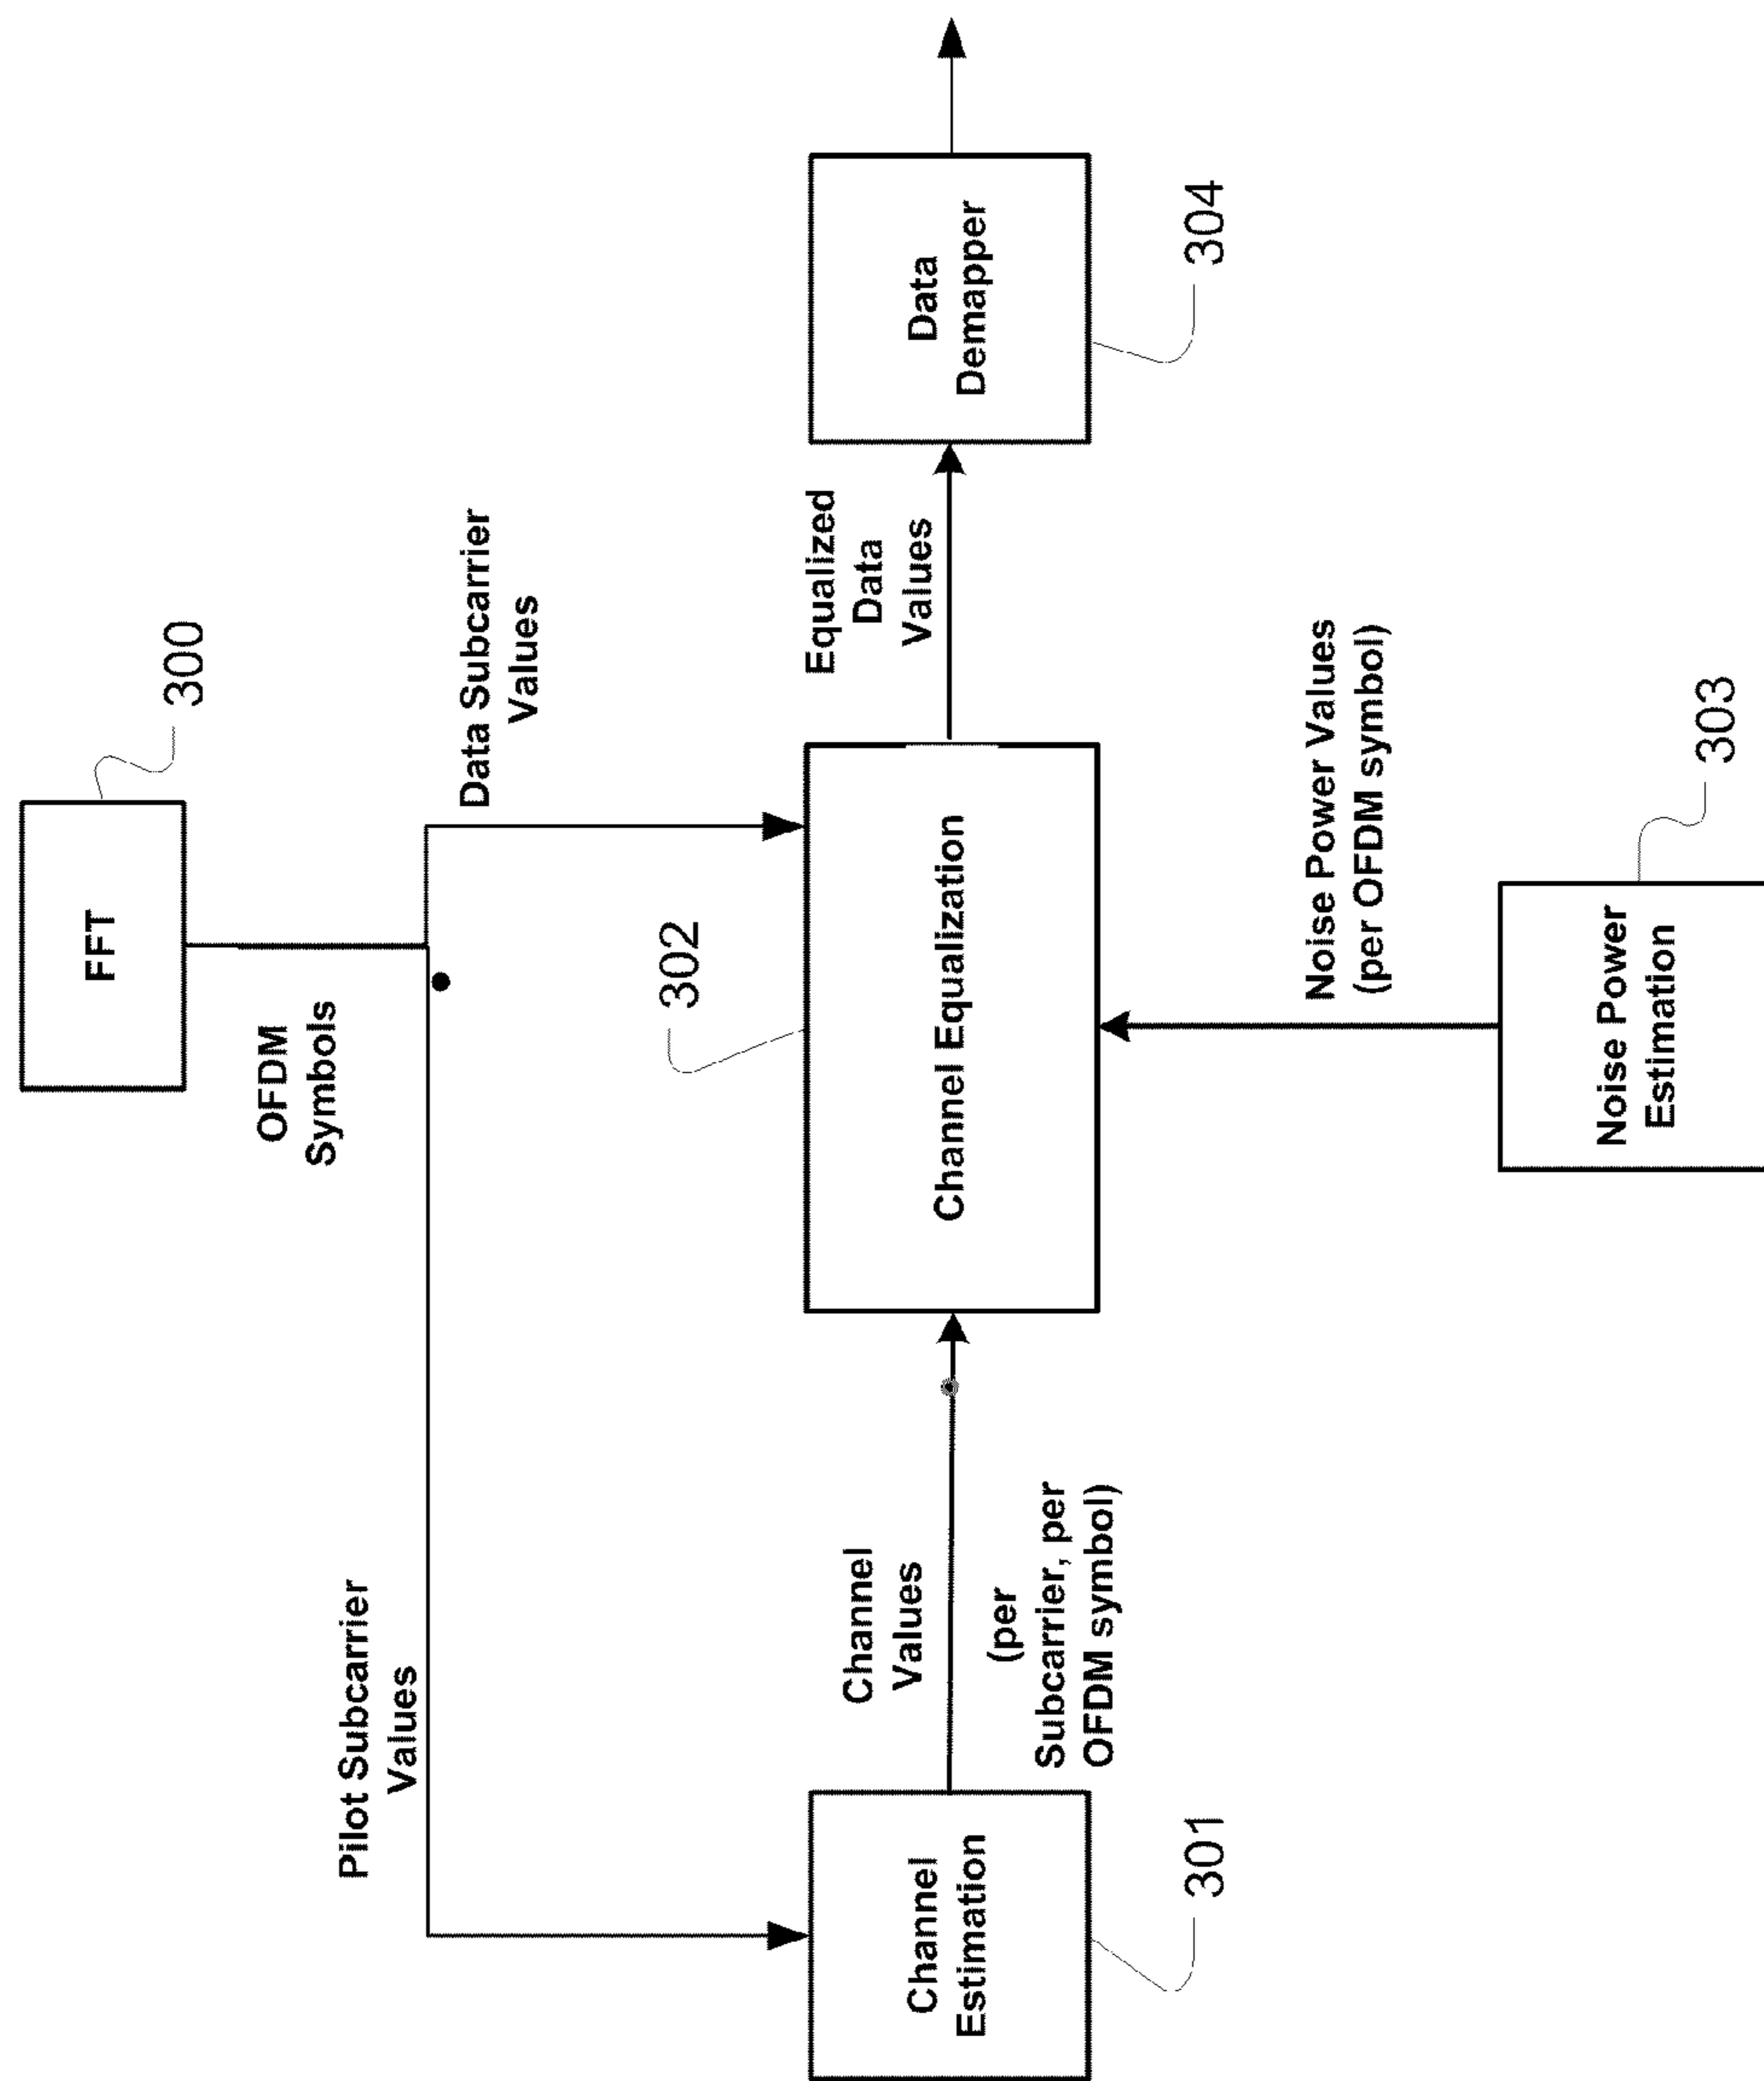 FFT
300
OFDM
Symbols
Pilot Subcarrier
Values
Data Subcarrier
Values
302
Channel
Estimation
301
Channel
Values
(per
Subcarrier, per
OFDM symbol)
Channel Equalization
Equalized
Data
Values
Data
Demapper
304
Noise Power Values
(per OFDM symbol)
Noise Power
Estimation
303